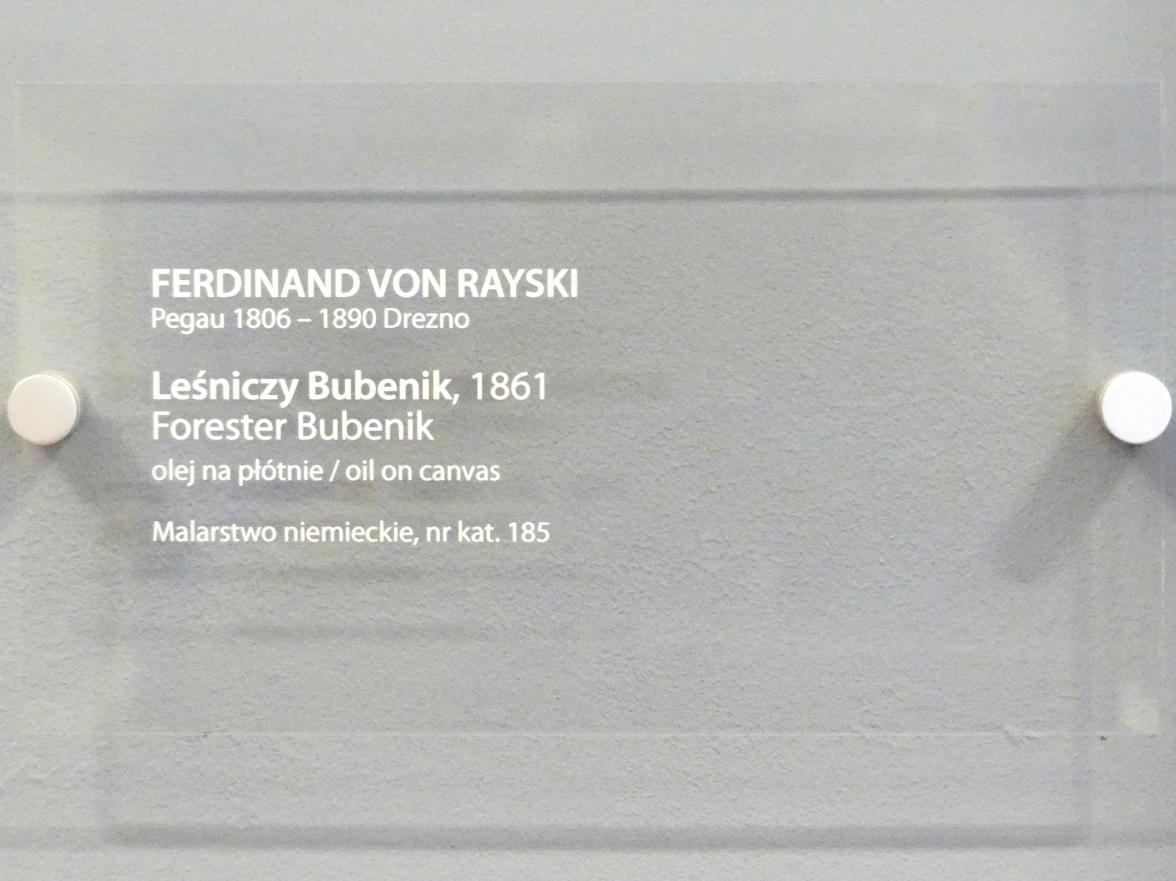 FERDINAND VON RAYSKI
Pegau 1806 – 1890 Drezno
Leśniczy Bubenik, 1861
Forester Bubenik
olej na płótnie / oil on canvas
Malarstwo niemieckie, nr kat. 185